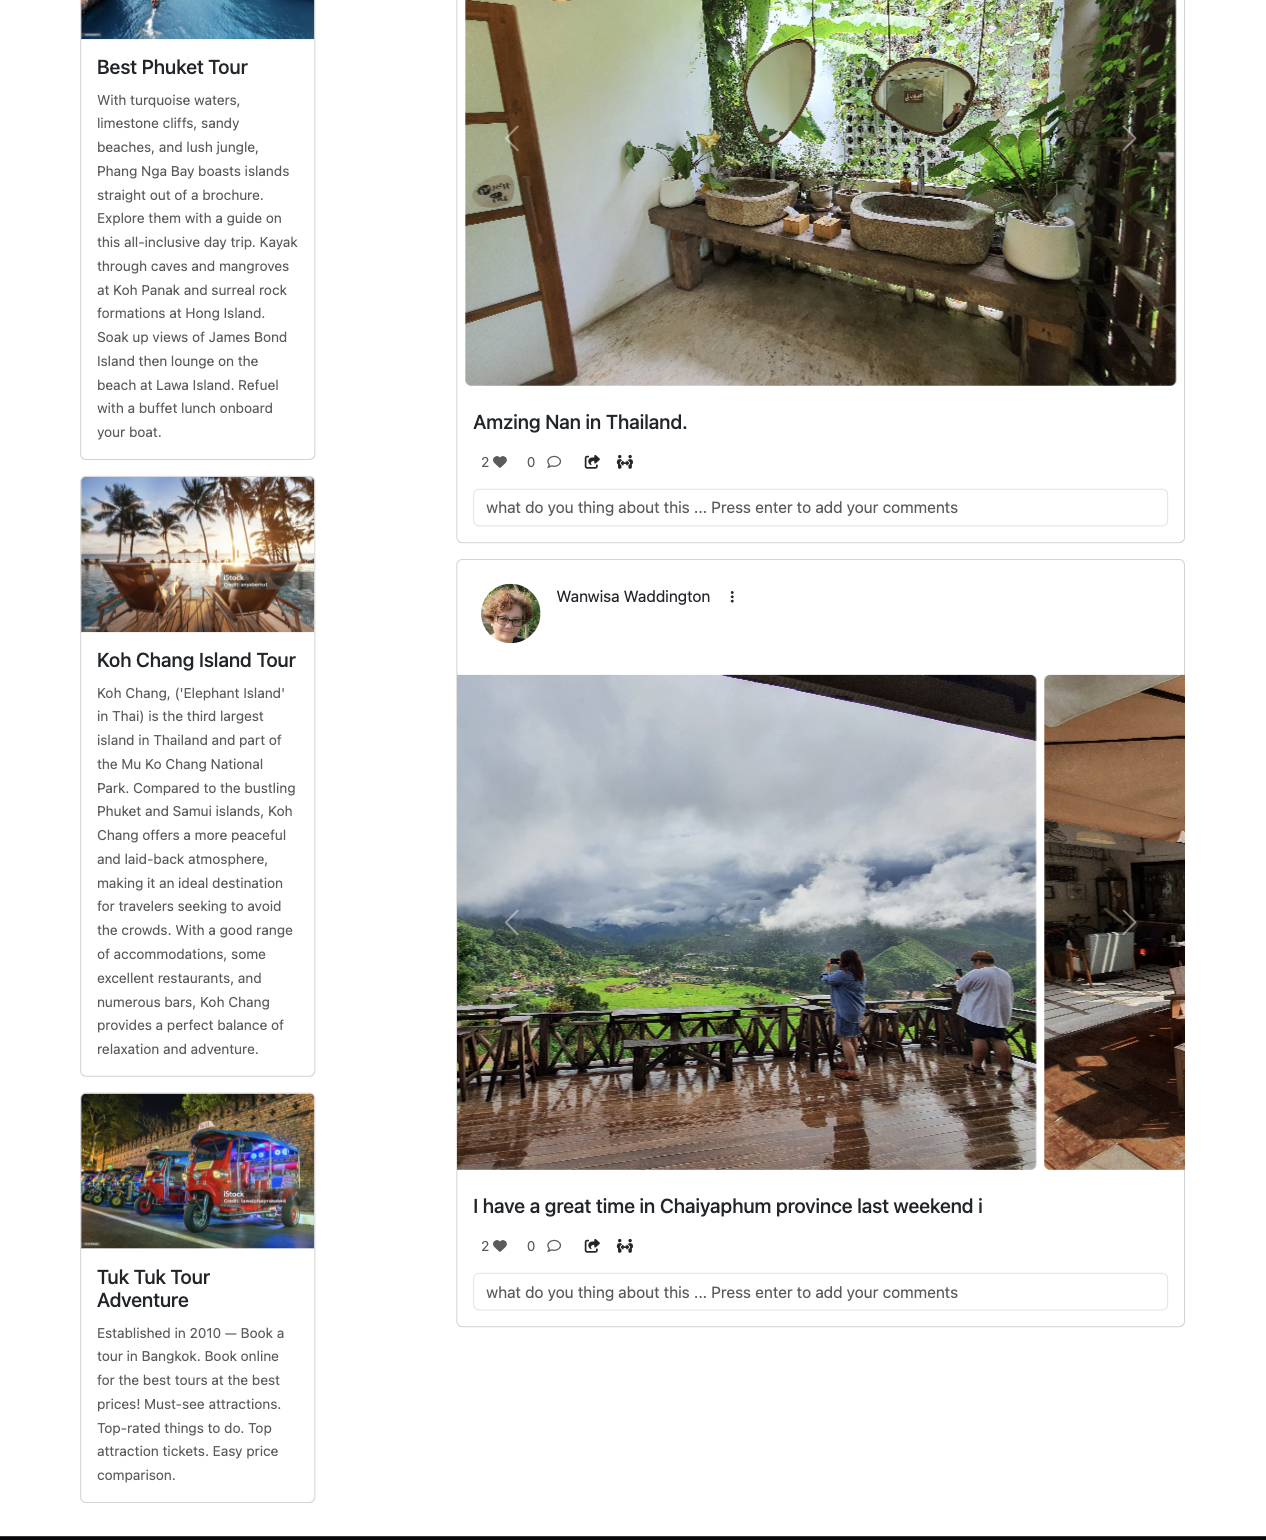 Best Phuket Tour
With turquoise waters,
limestone cliffs, sandy
beaches, and lush jungle,
Phang Nga Bay boasts islands
straight out of a brochure.
Explore them with a guide on
this all-inclusive day trip. Kayak
through caves and mangroves
at Koh Panak and surreal rock
formations at Hong Island.
Soak up views of James Bond
Island then lounge on the
beach at Lawa Island. Refuel
with a buffet lunch onboard
your boat.
iStock
Koh Chang Island Tour
Koh Chang, ('Elephant Island'
in Thai) is the third largest
island in Thailand and part of
the Mu Ko Chang National
Park. Compared to the bustling
Phuket and Samui islands, Koh
Chang offers a more peaceful
and laid-back atmosphere,
making it an ideal destination
for travelers seeking to avoid
the crowds. With a good range
of accommodations, some
excellent restaurants, and
numerous bars, Koh Chang
provides a perfect balance of
relaxation and adventure.
iStock
Tuk Tuk Tour
Adventure
Established in 2010 — Book a
tour in Bangkok. Book online
for the best tours at the best
prices! Must-see attractions.
Top-rated things to do. Top
attraction tickets. Easy price
comparison.
Amzing Nan in Thailand.
2 0
what do you thing about this ... Press enter to add your comments
Wanwisa Waddington
I have a great time in Chaiyaphum province last weekend i
2 0
what do you thing about this ... Press enter to add your comments